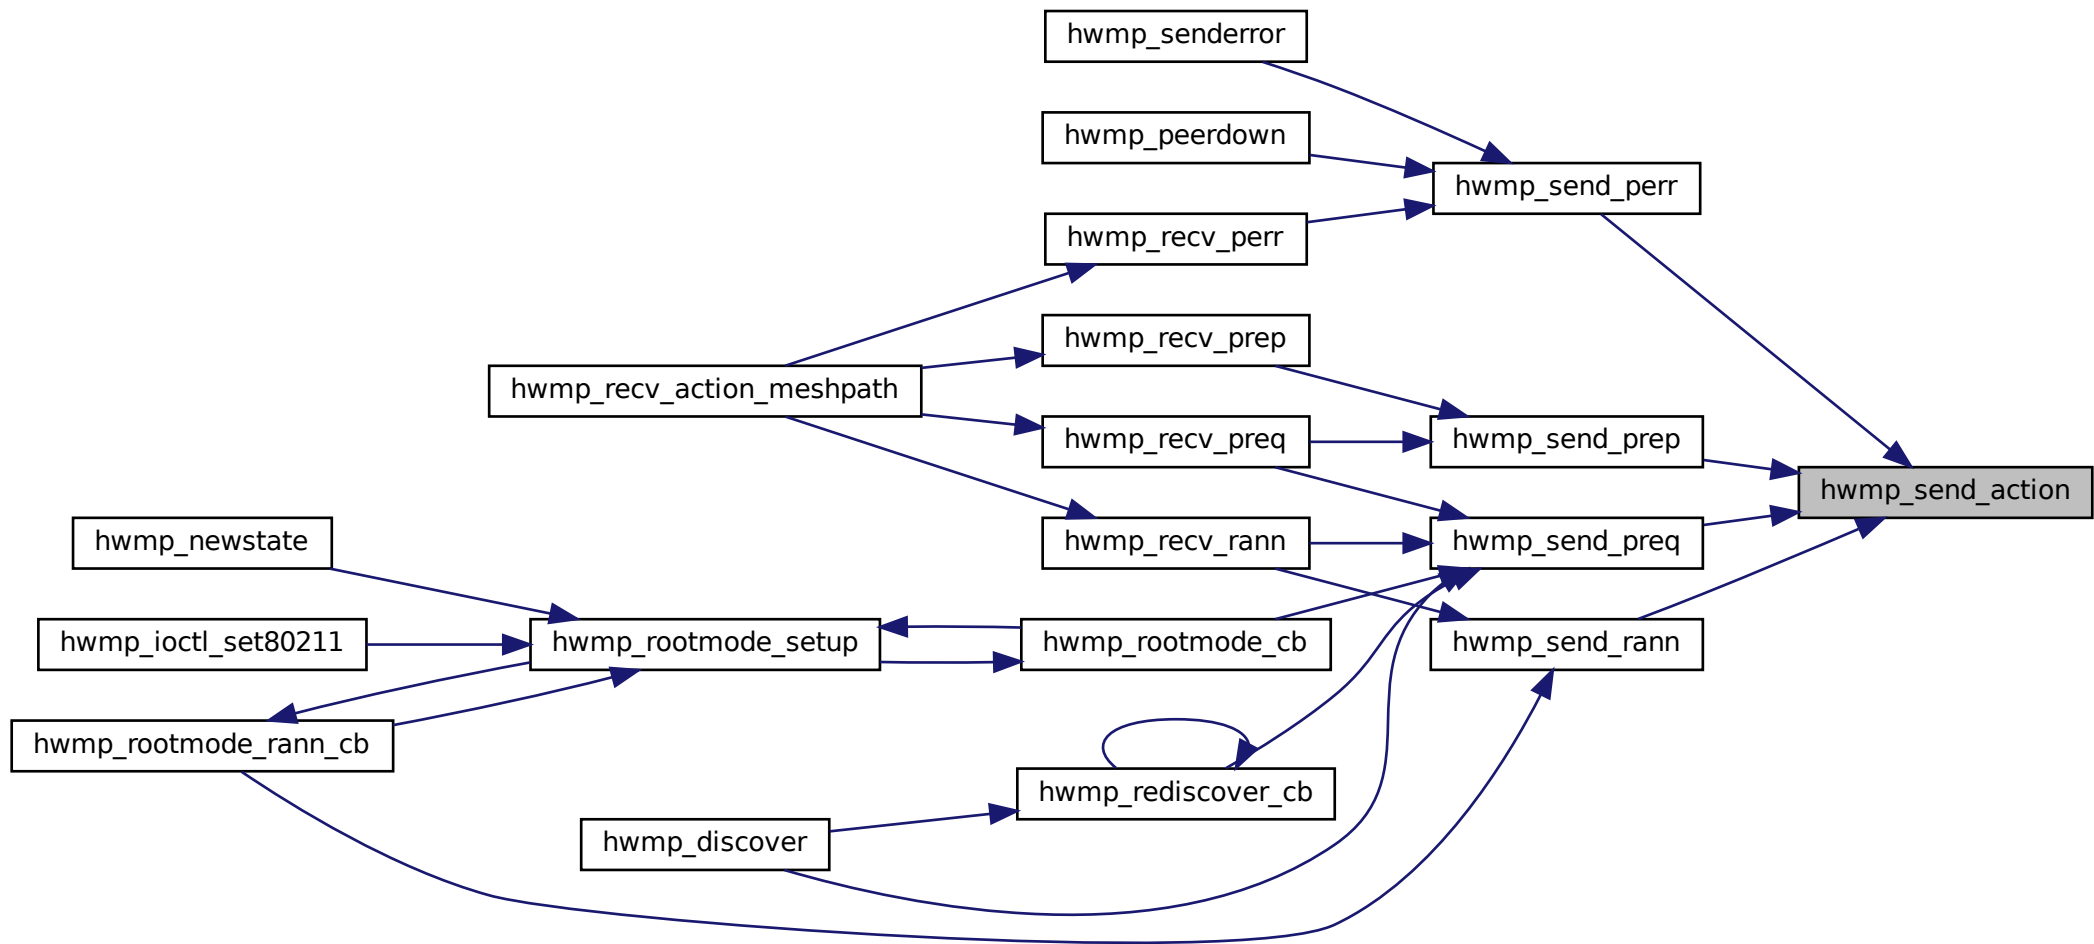 hwmp_senderror
hwmp_peerdown
hwmp_send_perr
hwmp_recv_perr
hwmp_recv_prep
hwmp_recv_action_meshpath
hwmp_recv_preq
hwmp_send_prep
hwmp_send_action
hwmp_newstate
hwmp_recv_rann
hwmp_send_preq
hwmp_ioctl_set80211
hwmp_rootmode_setup
hwmp_rootmode_cb
hwmp_send_rann
hwmp_rootmode_rann_cb
hwmp_rediscover_cb
hwmp_discover